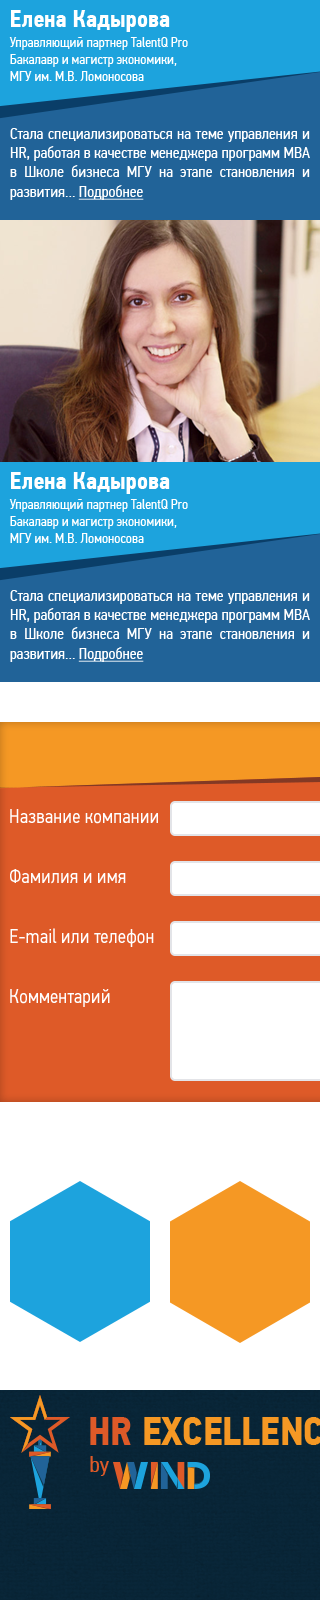 Елена Кадырова
Управляющий партнер TalentQ Pro
Бакалавр и магистр экономики,
МГУ им. М.В. Ломоносова
Стала специализироваться на теме управления и
HR, работая в качестве менеджера программ MBA
в Школе бизнеса МГУ на этапе становления и
развития... Подробнее
Елена Кадырова
Управляющий партнер TalentQ Pro
Бакалавр и магистр экономики,
МГУ им. М.В. Ломоносова
Стала специализироваться на теме управления и
HR, работая в качестве менеджера программ MBA
в Школе бизнеса МГУ на этапе становления и
развития... Подробнее
Название компании
Фамилия и имя
E-mail или телефон
Комментарий
HR EXCELLENC
by WIND